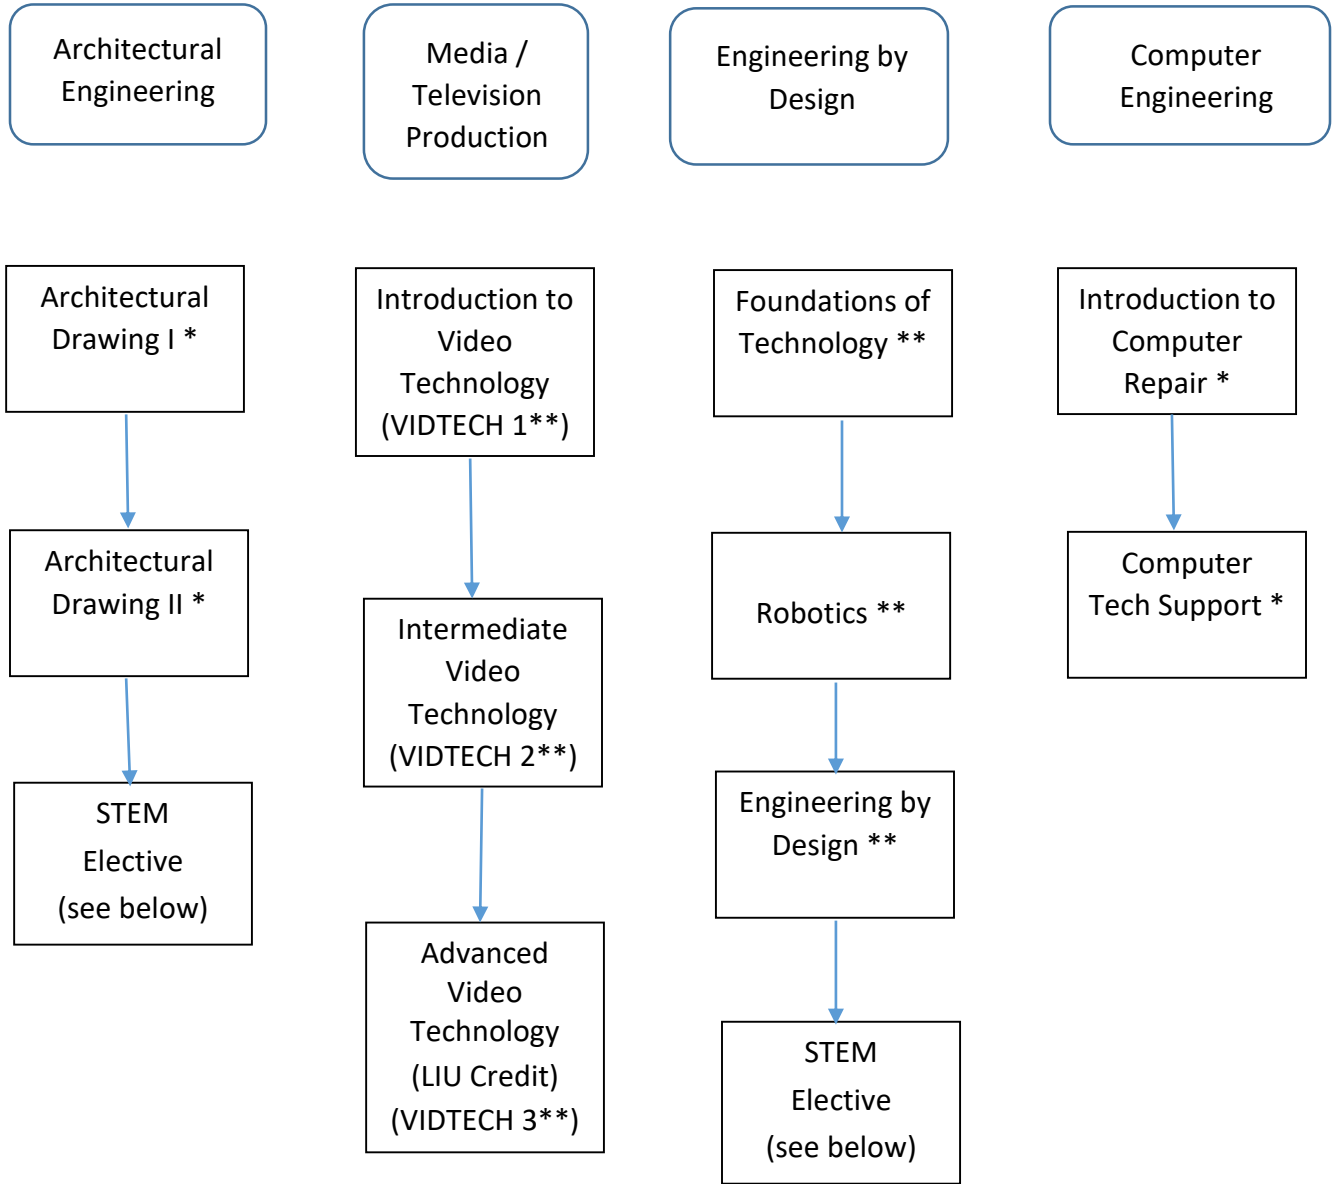 Architectural
Engineering
Media /
Television
Production
Engineering by
Design
Computer
Engineering
Architectural
Drawing I *
Architectural
Drawing II *
STEM
Elective
(see below)
Introduction to
Video
Technology
(VIDTECH 1**)
Intermediate
Video
Technology
(VIDTECH 2**)
Advanced
Video
Technology
(LIU Credit)
(VIDTECH 3**)
Foundations of
Technology **
Robotics **
Engineering by
Design **
STEM
Elective
(see below)
Introduction to
Computer
Repair *
Computer
Tech Support *